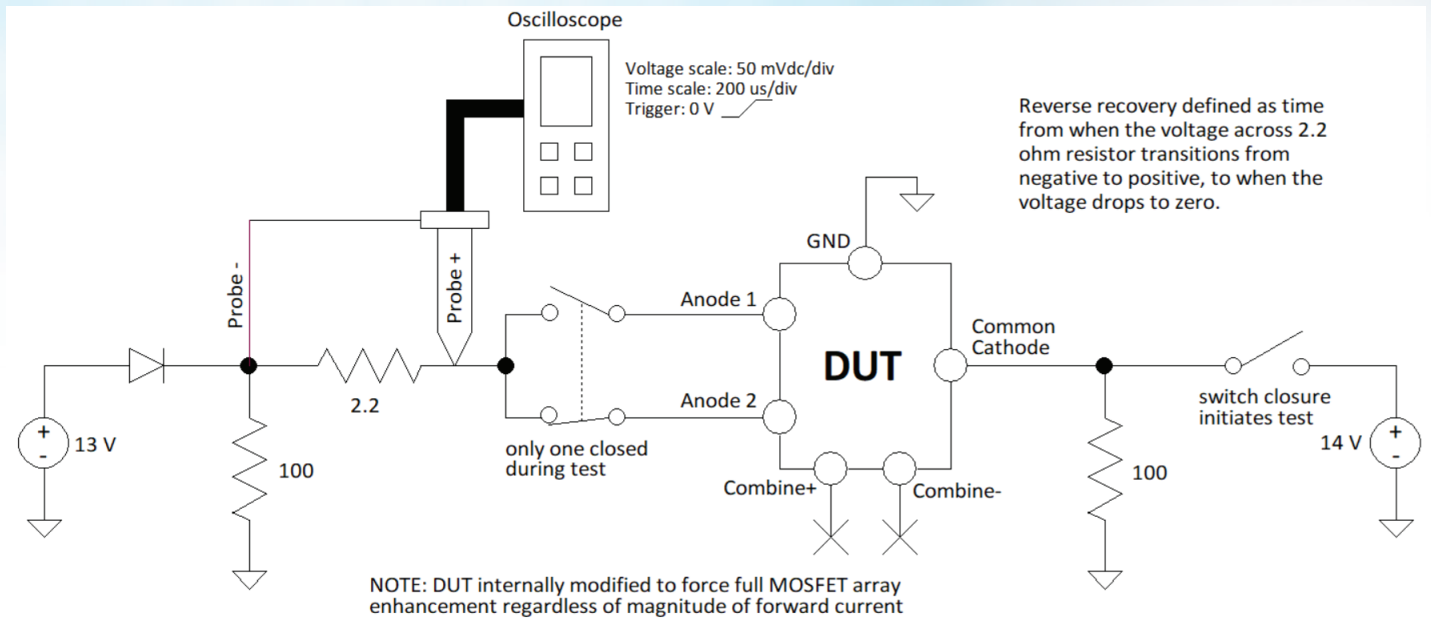 Oscilloscope
Voltage scale: 50 mVdc/div
Time scale: 200 us/div
Trigger: 0 V
Reverse recovery defined as time
from when the voltage across 2.2
ohm resistor transitions from
negative to positive, to when the
voltage drops to zero.
GND
Probe -
Probe +
Anode 1
Common
Cathode
DUT
2.2
Anode 2
switch closure
initiates test
+
-
13 V
only one closed
during test
100
14 V
+
-
100
Combine+
Combine-
NOTE: DUT internally modified to force full MOSFET array
enhancement regardless of magnitude of forward current